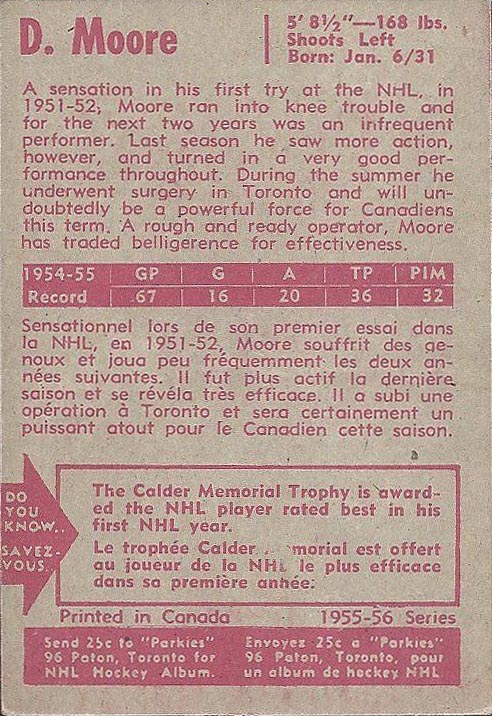 D. Moore
5' 8½"—168 lbs.
Shoots Left
Born: Jan. 6/31
A sensation in his first try at the NHL, in
1951-52, Moore ran into knee trouble and
for the next two years was an infrequent
performer. Last season he saw more action,
however, and turned in a very good per-
formance throughout. During the summer he
underwent surgery in Toronto and will un-
doubtedly be a powerful force for Canadiens
this term. A rough and ready operator, Moore
has traded belligerence for effectiveness.
1954-55 GP G A TP PIM
Record 67 16 20 36 32
Sensationnel lors de son premier essai dans
la NHL, en 1951-52, Moore souffrit des ge-
noux et joua peu fréquemment les deux an-
nées suivantes. Il fut plus actif la dernière
saison et se révéla très efficace. Il a subi une
opération à Toronto et sera certainement un
puissant atout pour le Canadien cette saison.
DO
YOU
KNOW..
SAVEZ-
VOUS.
The Calder Memorial Trophy is award-
ed the NHL player rated best in his
first NHL year.
Le trophée Calder morial est offert
au joueur de la NHL le plus efficace
dans sa première année.
Printed in Canada 1955-56 Series
Send 25c to "Parkies"
96 Paton, Toronto for
NHL Hockey Album.
Envoyez 25c a "Parkies"
96 Paton, Toronto, pour
un album de hockey NHL